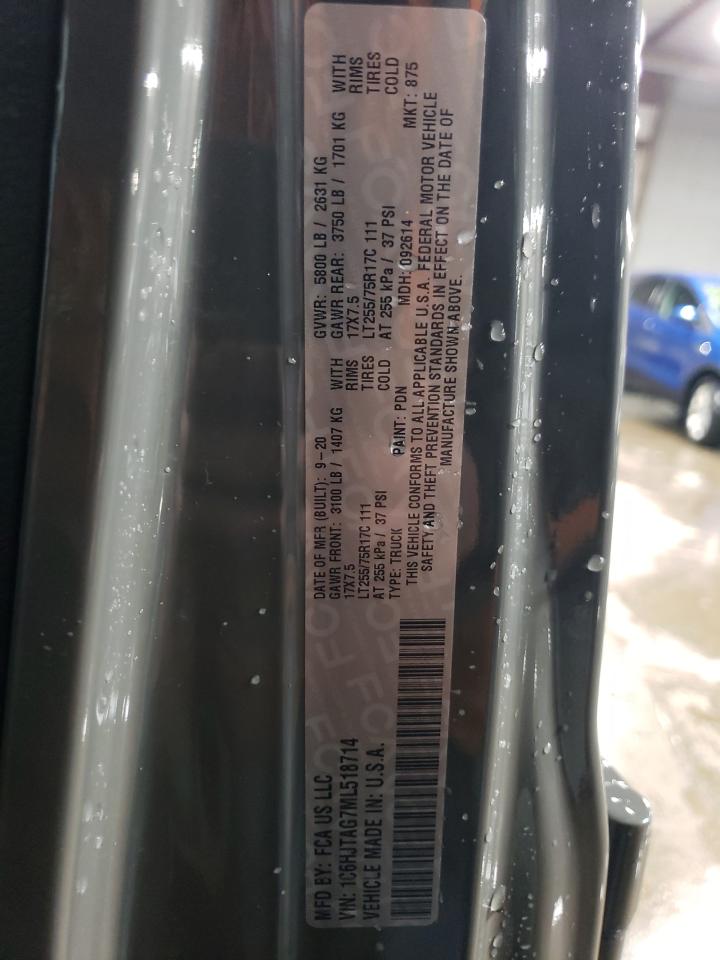 MFD BY: FCA US LLC
DATE OF MFR (BUILT): 9-20
GVWR: 5800 LB / 2631 KG
GAWR FRONT: 3100 LB / 1407 KG WITH
GAWR REAR: 3750 LB / 1701 KG WITH
17X7.5 RIMS
17X7.5 RIMS
LT255/75R17C 111 TIRES
LT255/75R17C 111 TIRES
AT 255 kPa / 37 PSI COLD
AT 255 kPa / 37 PSI COLD
VIN: 1C6HJTAG7ML518714
TYPE: TRUCK PAINT: PDN MDH: 092614 MKT: 875
VEHICLE MADE IN: U.S.A.
THIS VEHICLE CONFORMS TO ALL APPLICABLE U.S.A. FEDERAL MOTOR VEHICLE
SAFETY AND THEFT PREVENTION STANDARDS IN EFFECT ON THE DATE OF
MANUFACTURE SHOWN ABOVE.